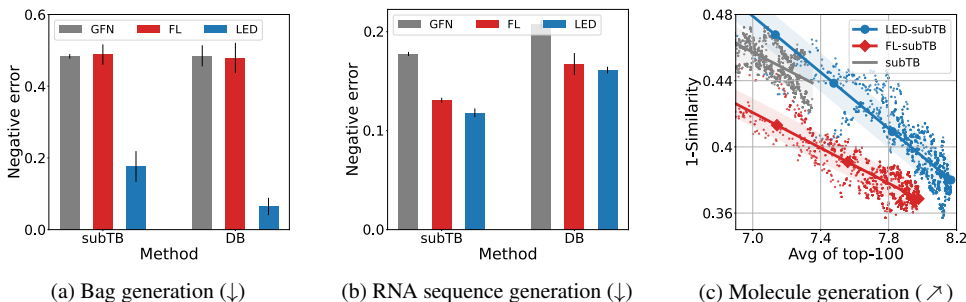 GFN FL LED
Negative error
0.6
0.4
0.2
0.0
subTB DB
Method
(a) Bag generation (↓)
GFN FL LED
Negative error
0.2
0.1
0.0
subTB DB
Method
(b) RNA sequence generation (↓)
LED-subTB
FL-subTB
subTB
1-Similarity
0.48
0.44
0.4
0.36
7.0 7.4 7.8 8.2
Avg of top-100
(c) Molecule generation (↗)